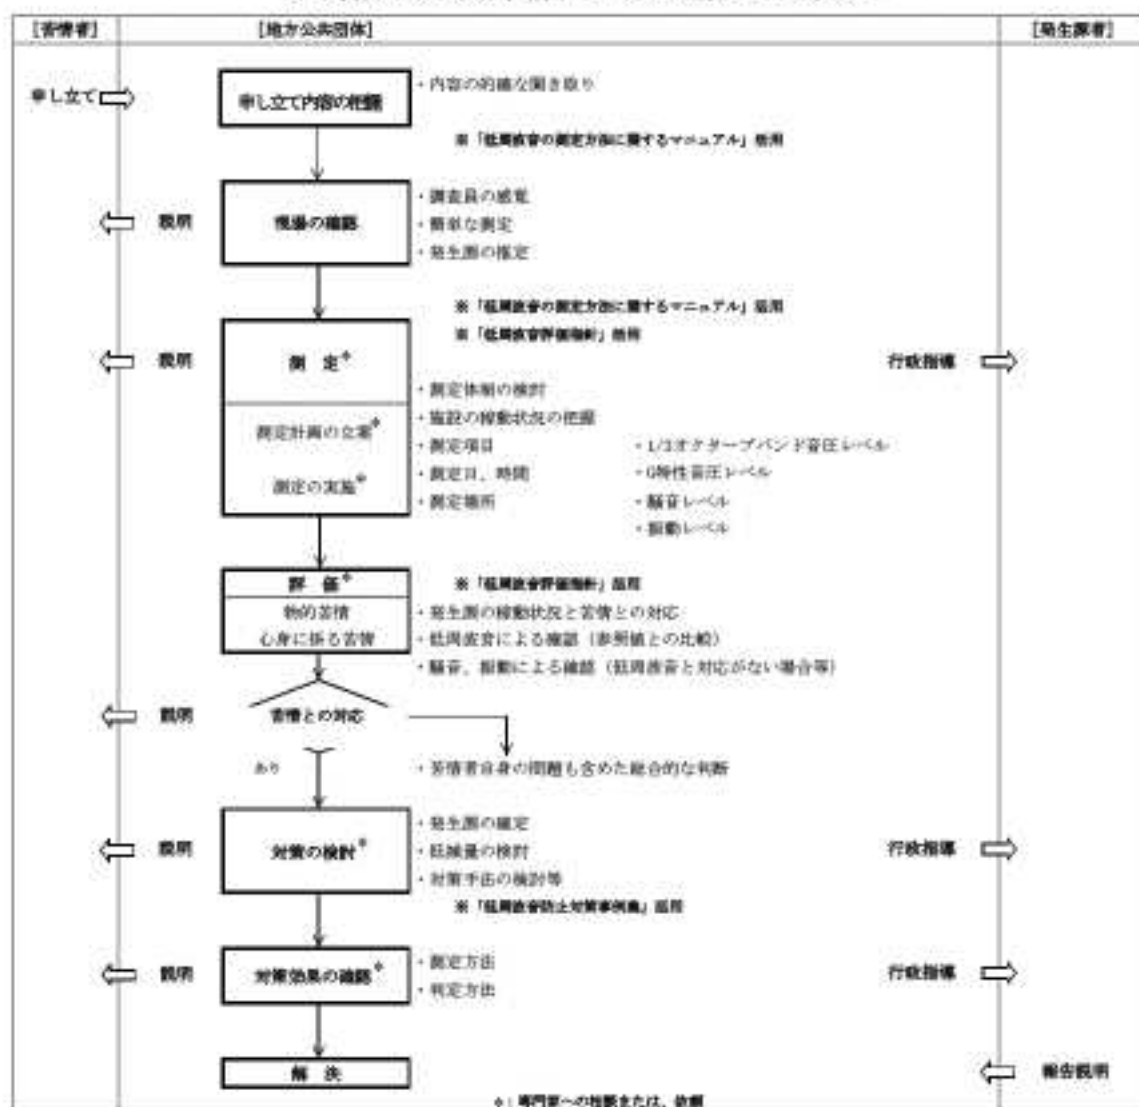 [苦情者] [地方公共団体] [発生源者]
申し立て 申し立て内容の把握 ・内容の的確な聞き取り
※「低周波音の測定方法に関するマニュアル」活用
説明 現場の確認 ・調査員の感覚
・簡単な測定
・発生源の推定
※「低周波音の測定方法に関するマニュアル」活用
※「低周波音評価指針」活用
説明 測 定* 行政指導
・測定体制の検討
測定計画の立案* ・施設の稼動状況の把握
・測定項目 ・1/3オクターブバンド音圧レベル
測定の実施* ・測定日、時間 ・G特性音圧レベル
・測定場所 ・騒音レベル
・振動レベル
評 価* ※「低周波音評価指針」活用
物的苦情 ・発生源の稼動状況と苦情との対応
心身に係る苦情 ・低周波音による確認（参照値との比較）
・騒音、振動による確認（低周波音と対応がない場合等）
説明 苦情との対応
あり ・苦情者自身の問題も含めた総合的な判断
・発生源の確定
説明 対策の検討* ・低減量の検討 行政指導
・対策手法の検討等
※「低周波音防止対策事例集」活用
説明 対策効果の確認* ・測定方法 行政指導
・判定方法
解 決 報告説明
*：専門家への相談または、依頼